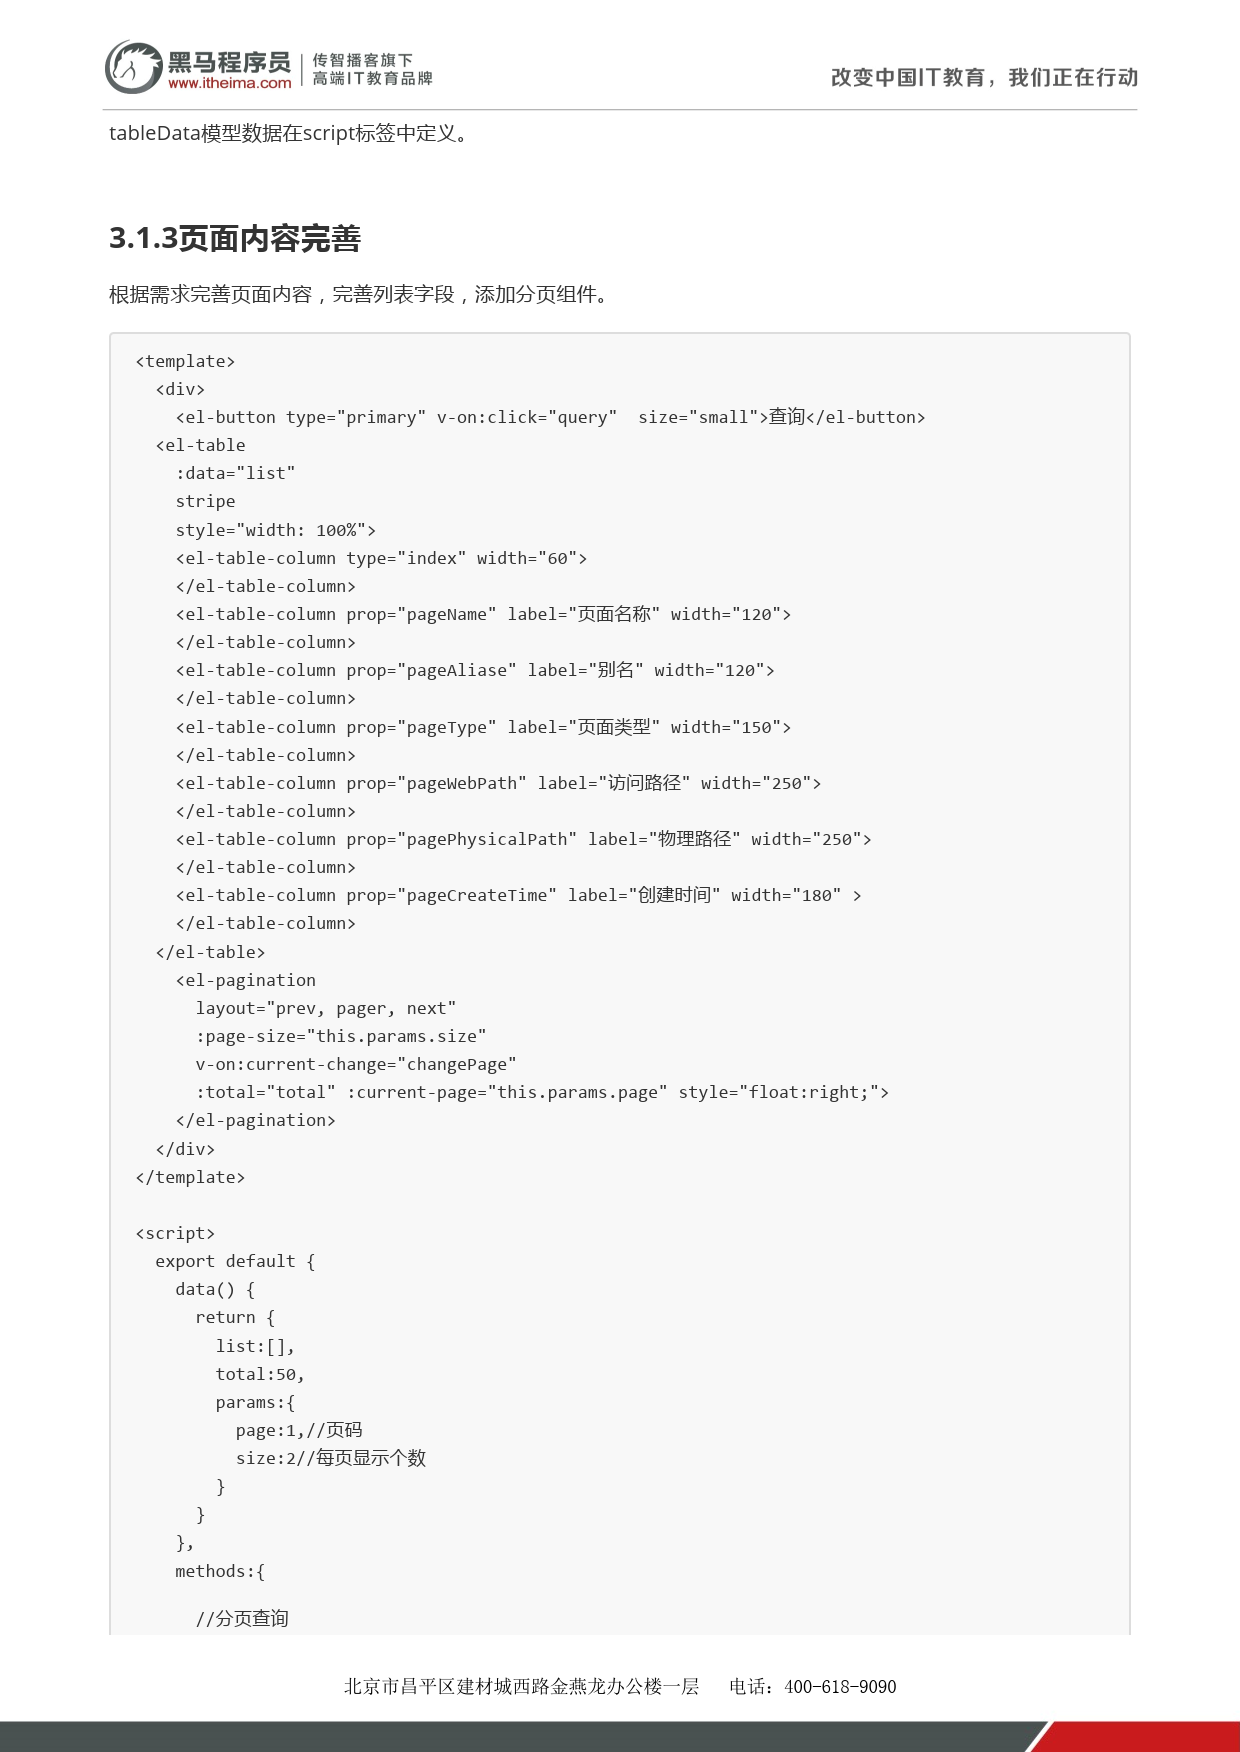 黑马程序员
www.itheima.com
传智播客旗下
高端IT教育品牌
改变中国IT教育，我们正在行动
tableData模型数据在script标签中定义。
3.1.3页面内容完善
根据需求完善页面内容，完善列表字段，添加分页组件。
<template>
  <div>
    <el-button type="primary" v-on:click="query"  size="small">查询</el-button>
  <el-table
    :data="list"
    stripe
    style="width: 100%">
    <el-table-column type="index" width="60">
    </el-table-column>
    <el-table-column prop="pageName" label="页面名称" width="120">
    </el-table-column>
    <el-table-column prop="pageAliase" label="别名" width="120">
    </el-table-column>
    <el-table-column prop="pageType" label="页面类型" width="150">
    </el-table-column>
    <el-table-column prop="pageWebPath" label="访问路径" width="250">
    </el-table-column>
    <el-table-column prop="pagePhysicalPath" label="物理路径" width="250">
    </el-table-column>
    <el-table-column prop="pageCreateTime" label="创建时间" width="180" >
    </el-table-column>
  </el-table>
    <el-pagination
      layout="prev, pager, next"
      :page-size="this.params.size"
      v-on:current-change="changePage"
      :total="total" :current-page="this.params.page" style="float:right;">
    </el-pagination>
  </div>
</template>
<script>
  export default {
    data() {
      return {
        list:[],
        total:50,
        params:{
          page:1,//页码
          size:2//每页显示个数
        }
      }
    },
    methods:{
      //分页查询
北京市昌平区建材城西路金燕龙办公楼一层 电话：400-618-9090